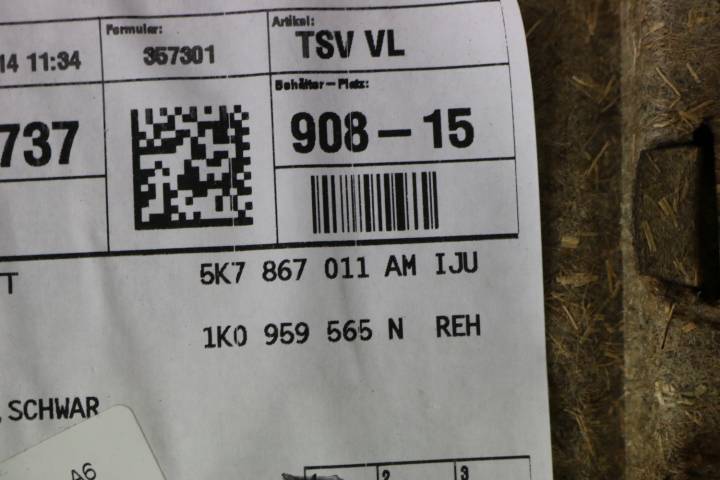 Formular: Artikel:
14 11:34 357301 TSV VL
Behälter-Platz:
737 908-15
T 5K7 867 011 AM IJU
1K0 959 565 N REH
SCHWAR
A6
2 3